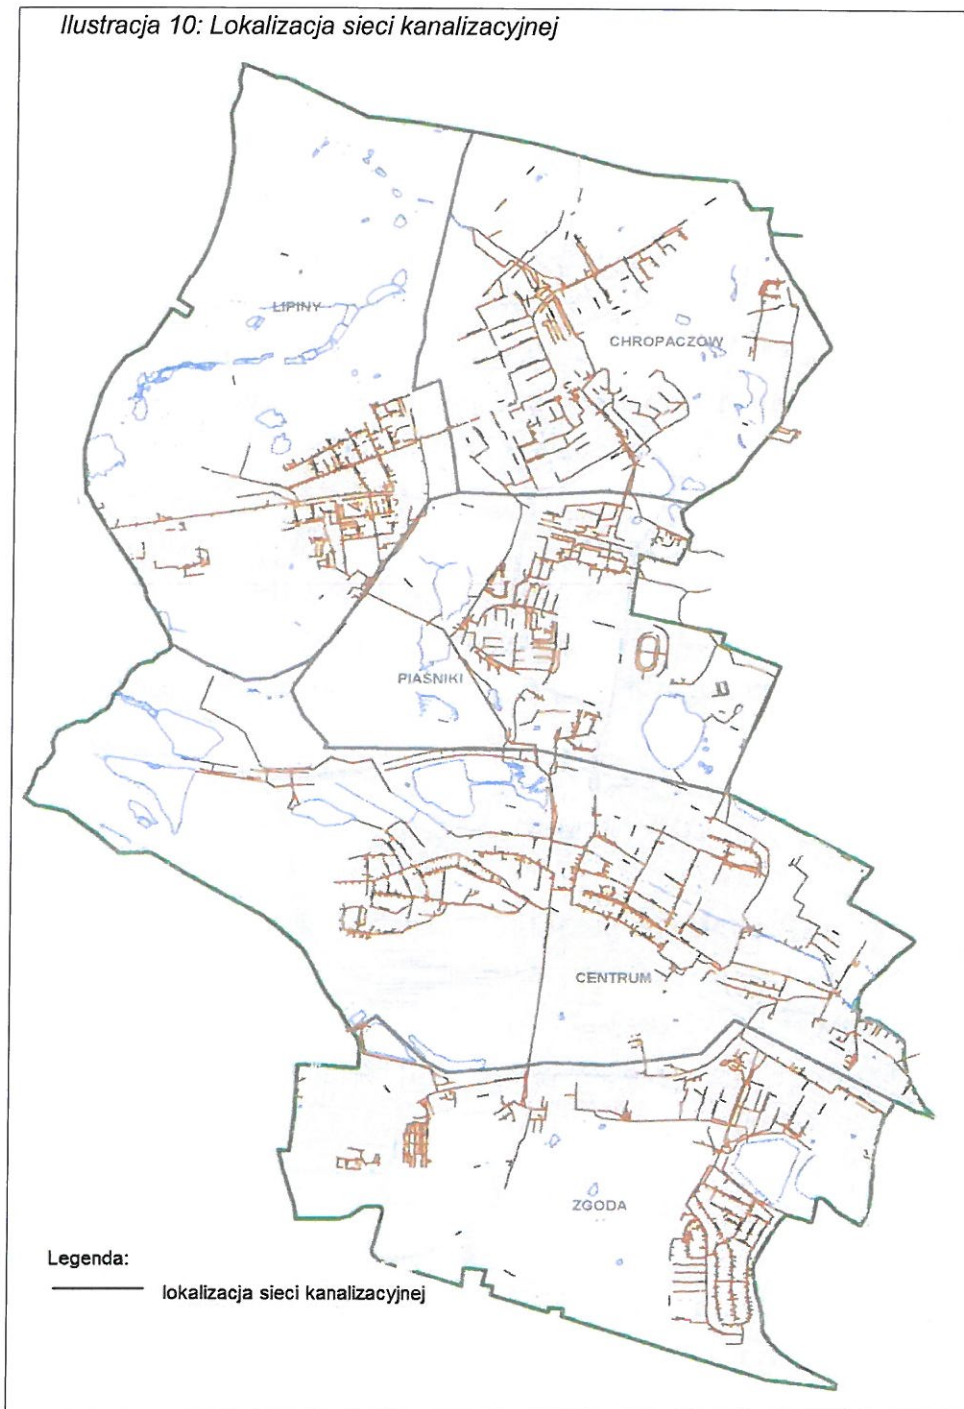 Ilustracja 10: Lokalizacja sieci kanalizacyjnej
LIPINY
CHROPACZÓW
PIAŚNIKI
CENTRUM
ZGODA
Legenda:
lokalizacja sieci kanalizacyjnej